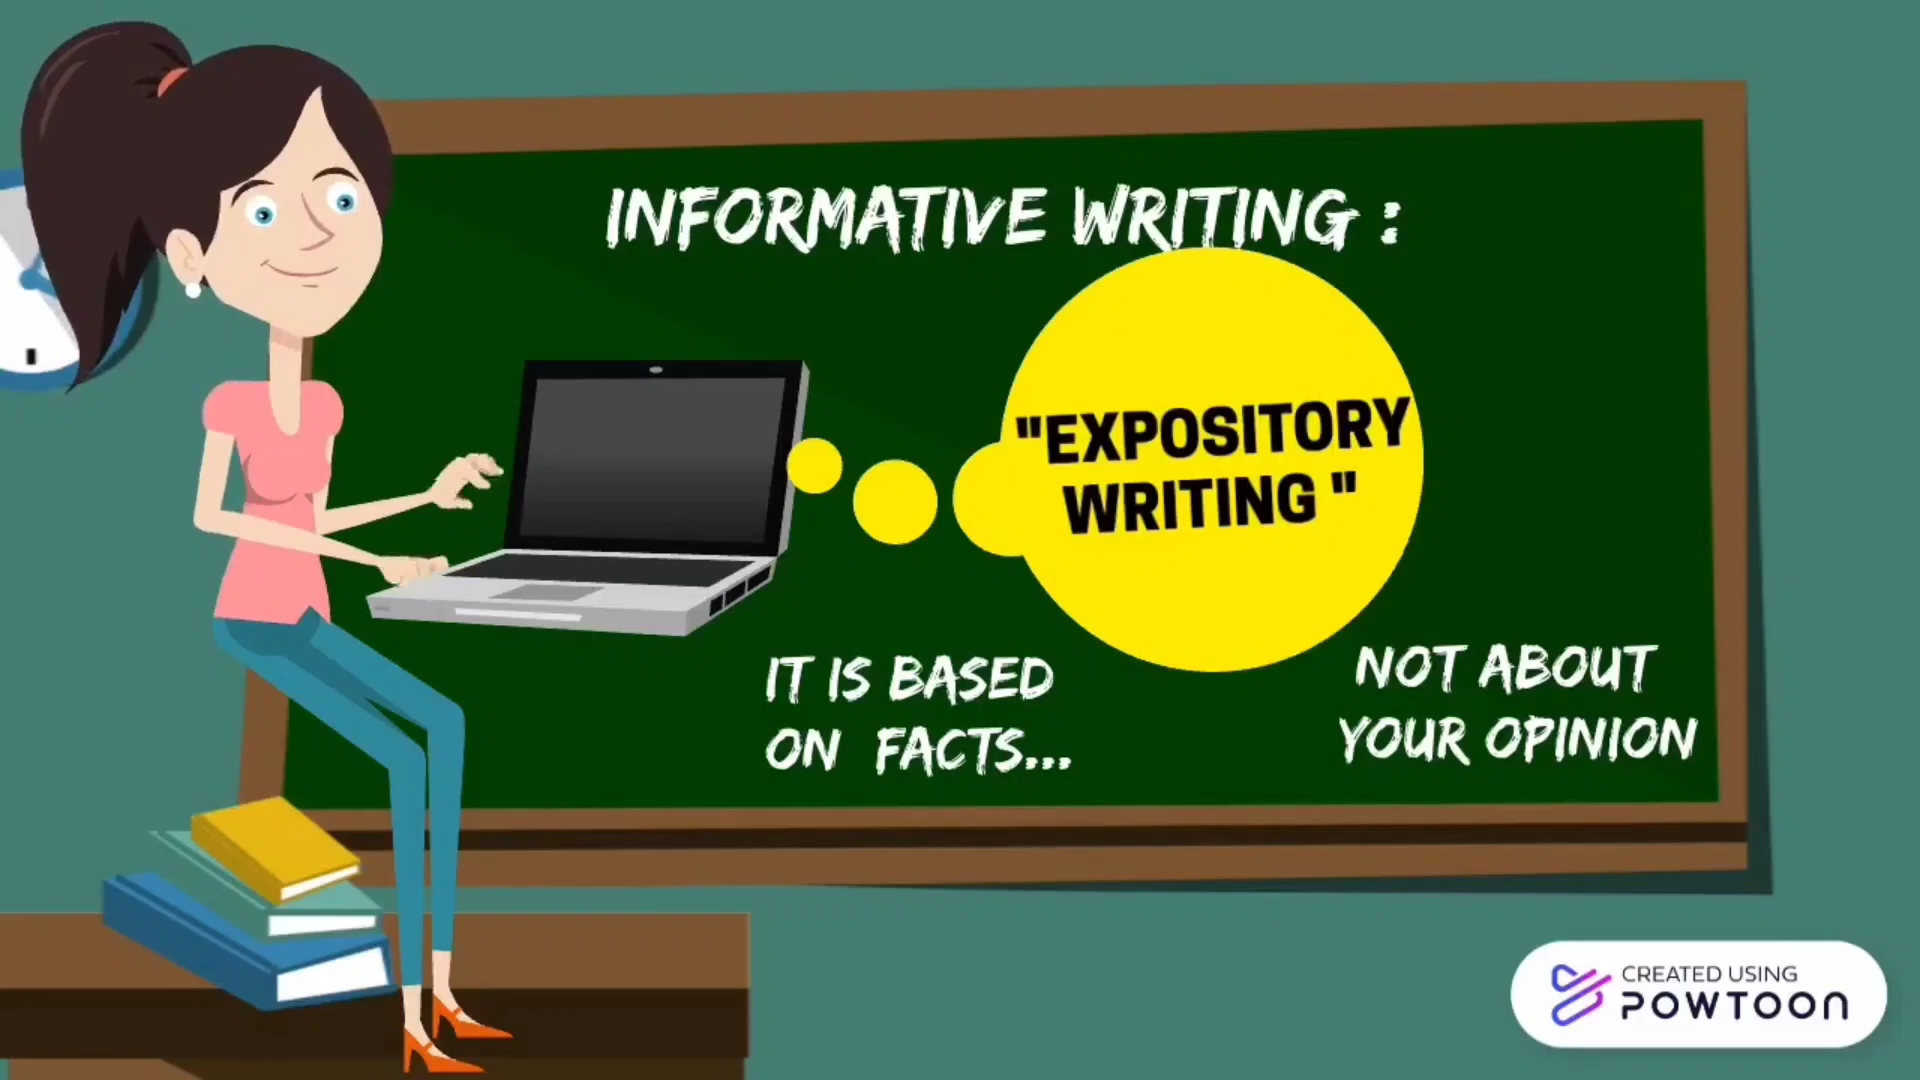 INFORMATIVE WRITING :
"EXPOSITORY
WRITING "
IT IS BASED
ON FACTS...
NOT ABOUT
YOUR OPINION
CREATED USING
POWTOON